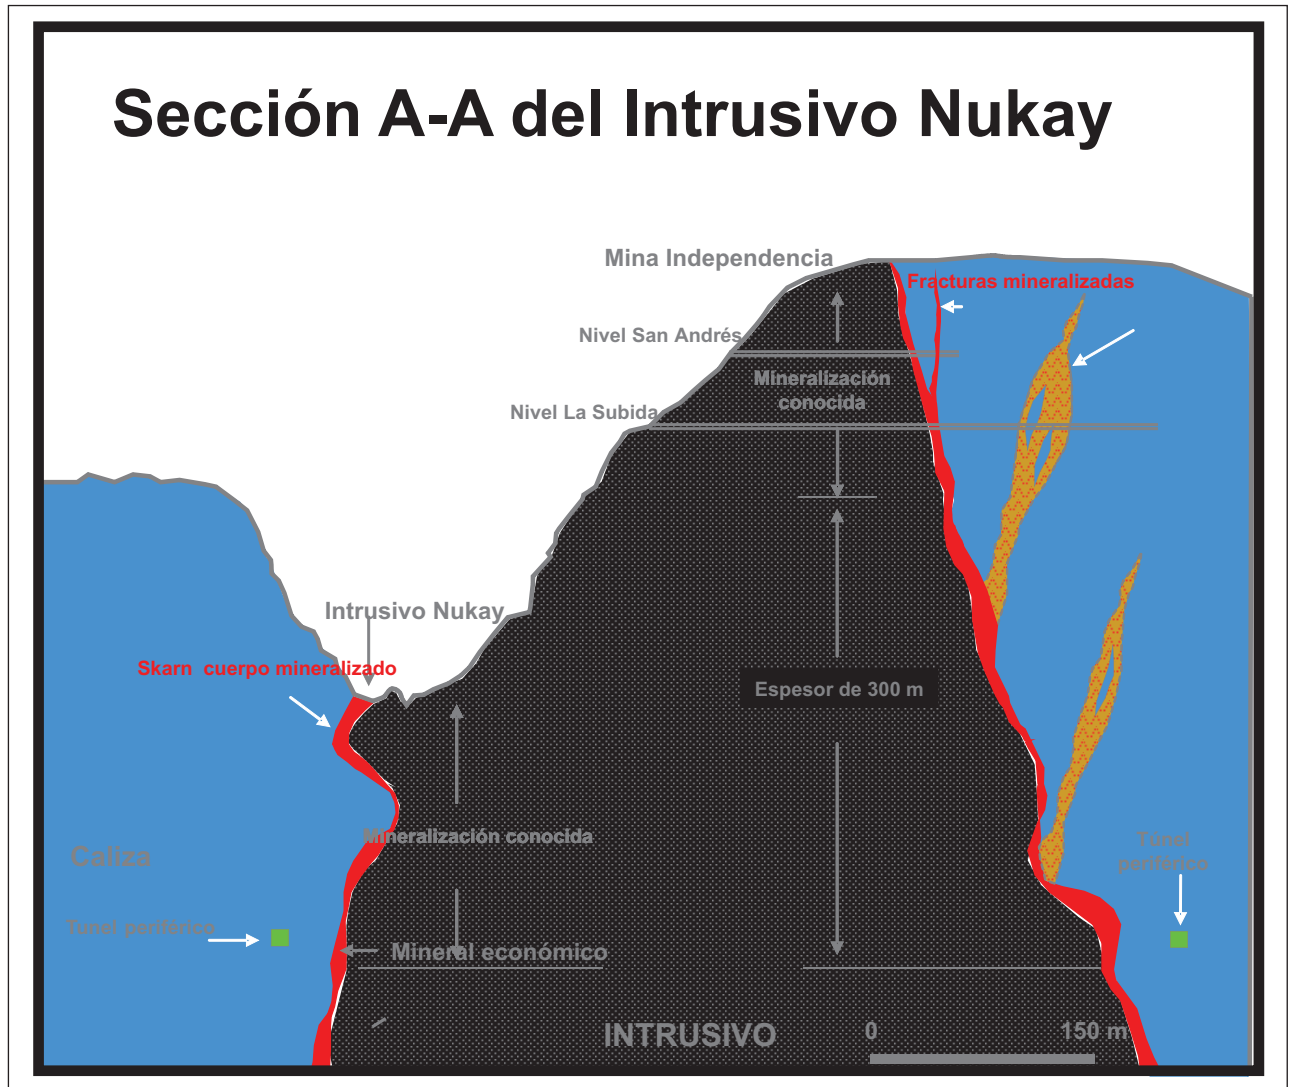 Sección A-A del Intrusivo Nukay
Mina Independencia
Fracturas mineralizadas
Nivel San Andrés
Mineralización
conocida
Nivel La Subida
Intrusivo Nukay
Skarn cuerpo mineralizado
Espesor de 300 m
Mineralización conocida
Caliza
Túnel
periférico
Tunel periférico
Mineral económico
INTRUSIVO
0 150 m